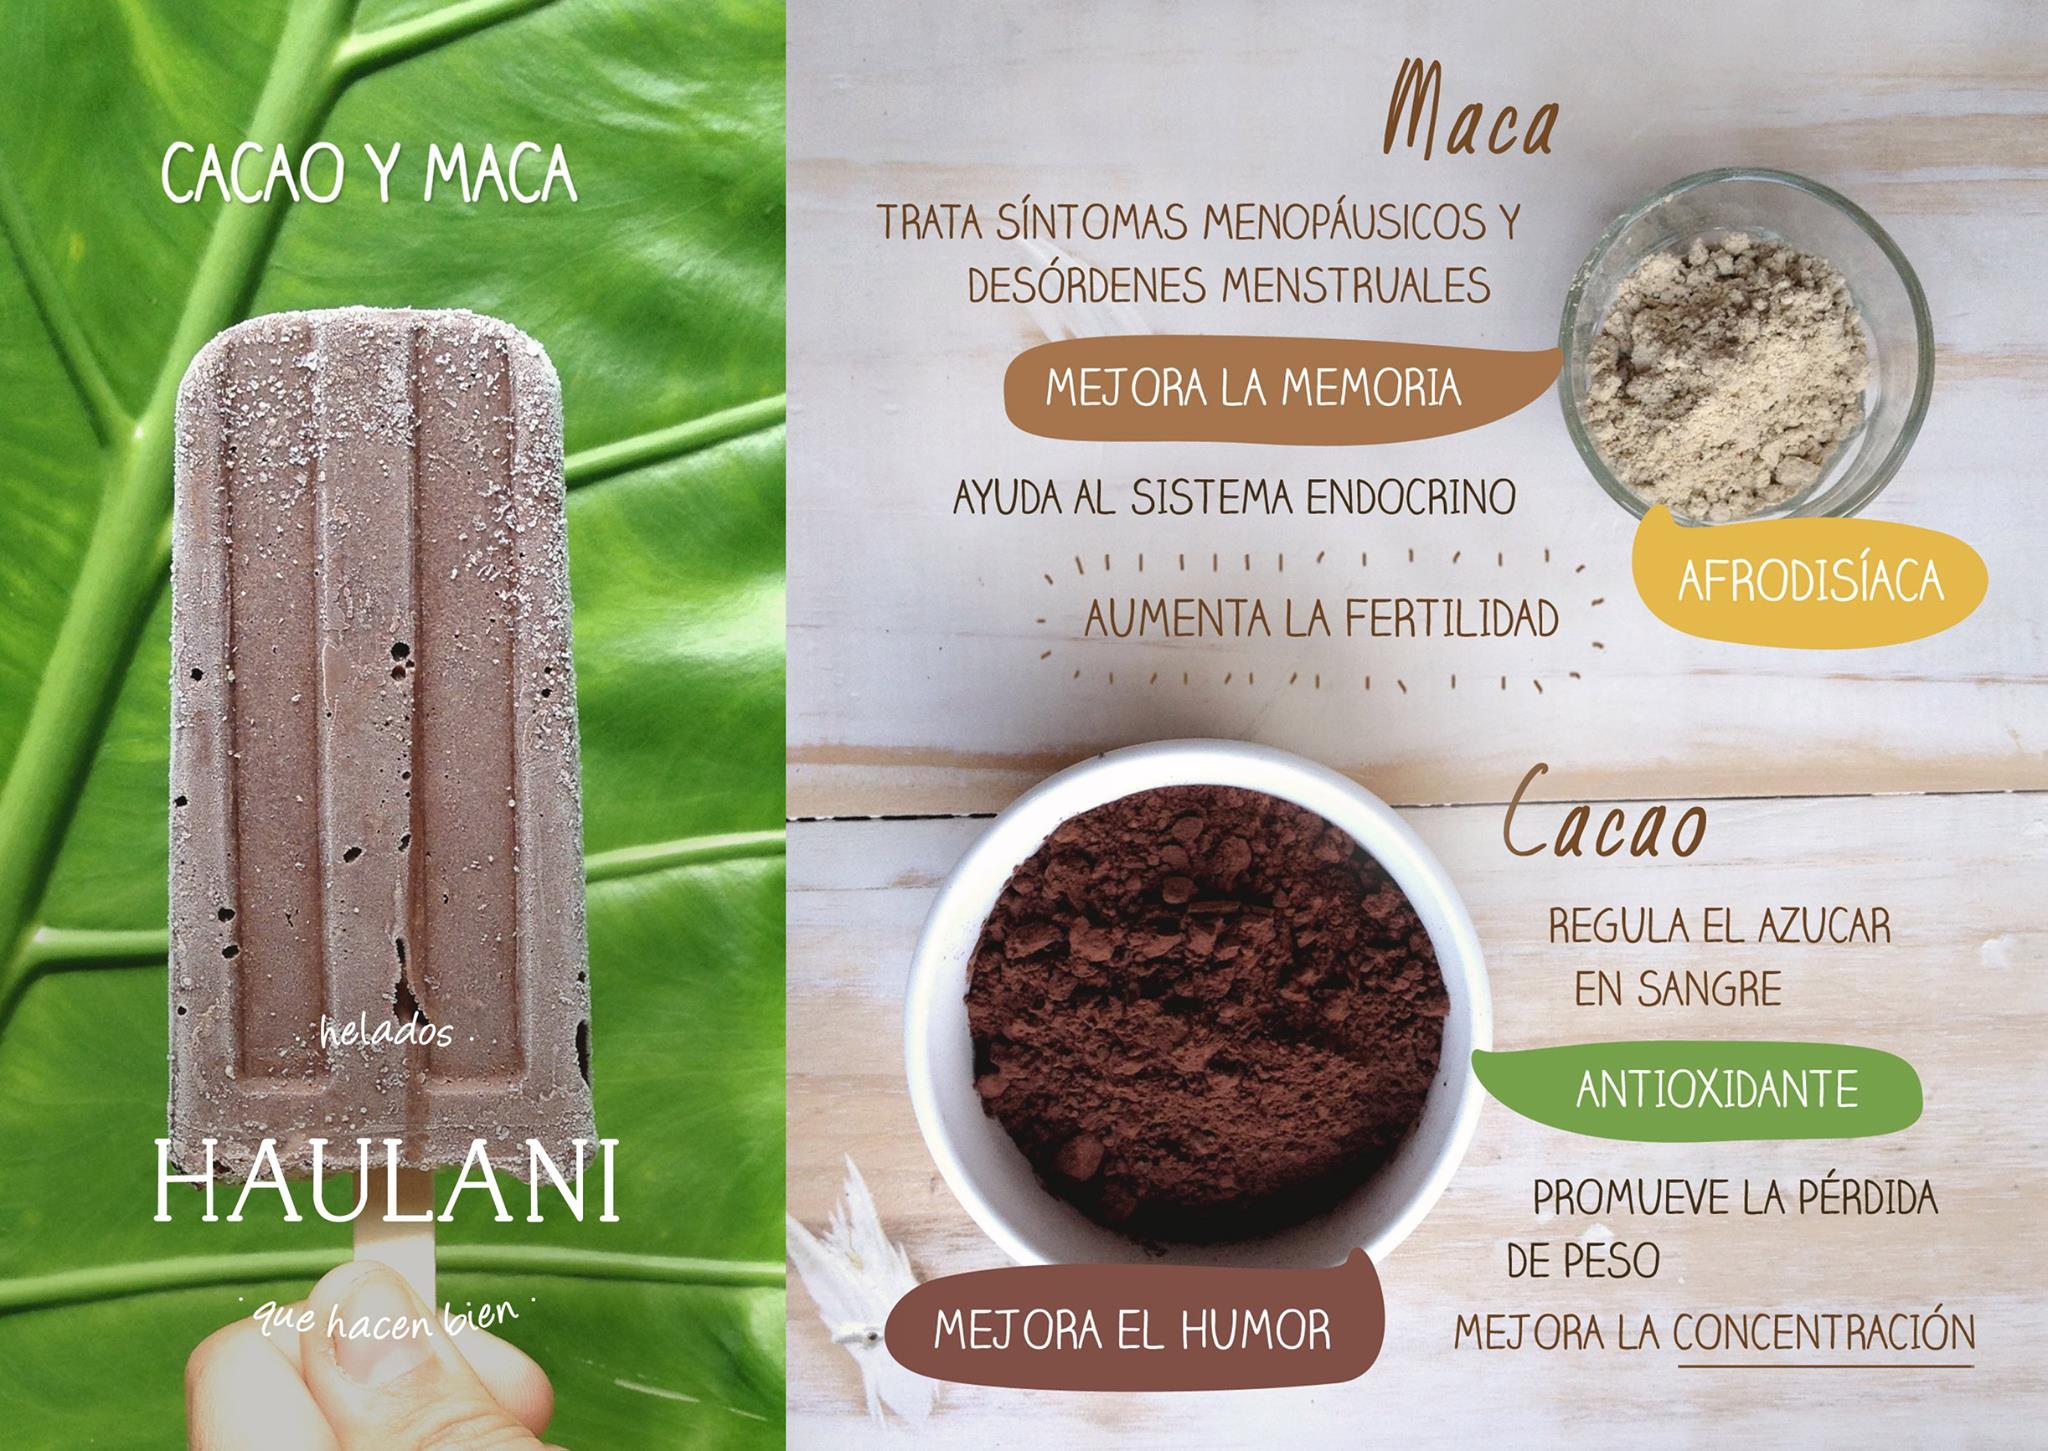 CACAO Y MACA
helados
HAULANI
que hacen bien
Maca
TRATA SÍNTOMAS MENOPÁUSICOS Y
DESÓRDENES MENSTRUALES
MEJORA LA MEMORIA
AYUDA AL SISTEMA ENDOCRINO
AFRODISÍACA
AUMENTA LA FERTILIDAD
Cacao
REGULA EL AZUCAR
EN SANGRE
ANTIOXIDANTE
PROMUEVE LA PÉRDIDA
DE PESO
MEJORA EL HUMOR
MEJORA LA CONCENTRACIÓN